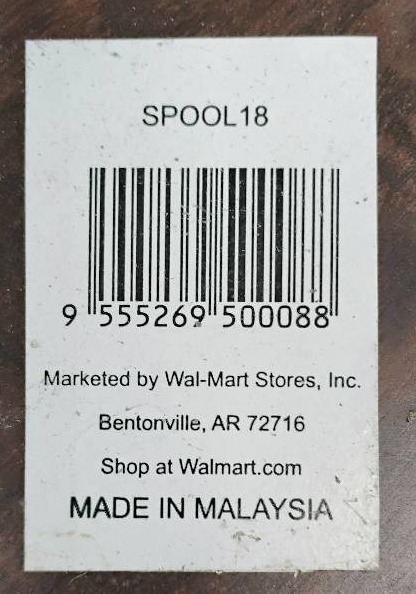 SPOOL18
9 555269 500088
Marketed by Wal-Mart Stores, Inc.
Bentonville, AR 72716
Shop at Walmart.com
MADE IN MALAYSIA